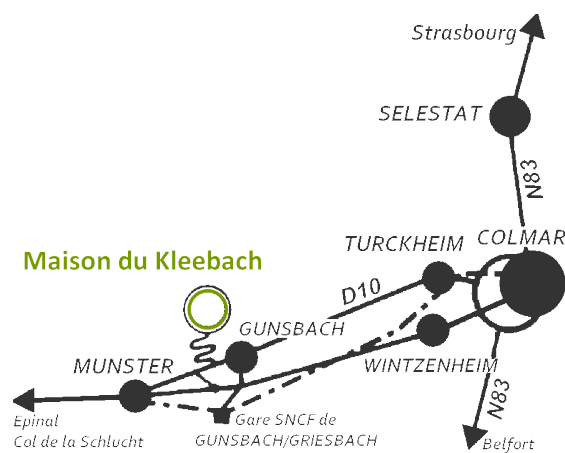 Strasbourg
SELESTAT
N83
TURCKHEIM
COLMAR
Maison du Kleebach
D10
GUNSBACH
MUNSTER
WINTZENHEIM
N83
Epinal
Col de la Schlucht
Gare SNCF de
GUNSBACH/GRIESBACH
Belfort